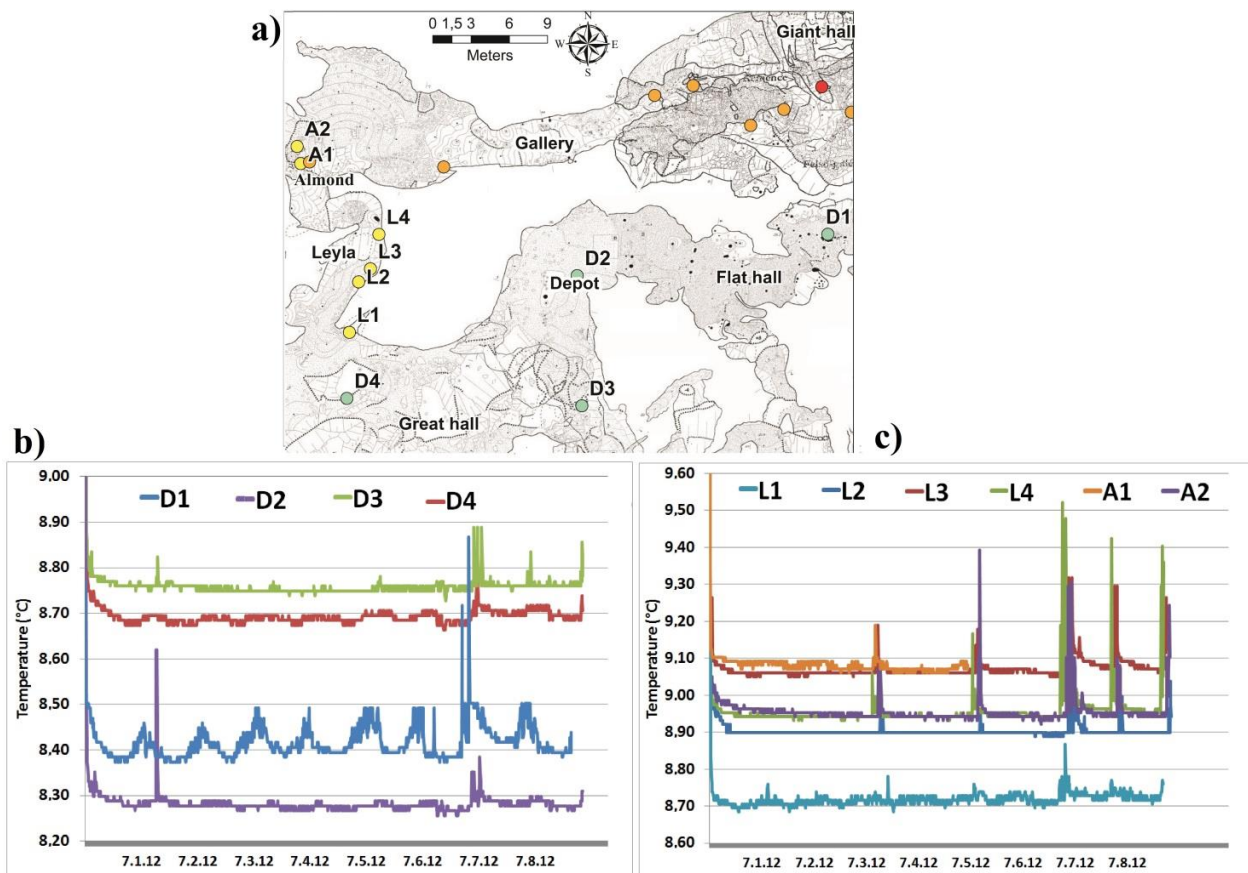 a)
0 1,5 3 6 9
Meters
N
W E
S
Giant hall
A2
A1
Almond
Gallery
L4
Leyla
L3
L2
L1
D1
D2
Depot
Flat hall
D4
D3
Great hall
b)
c)
D1 D2 D3 D4
Temperature (°C)
9.00
8.90
8.80
8.70
8.60
8.50
8.40
8.30
8.20
7.1.12 7.2.12 7.3.12 7.4.12 7.5.12 7.6.12 7.7.12 7.8.12
L1 L2 L3 L4 A1 A2
Temperature (°C)
9.60
9.50
9.40
9.30
9.20
9.10
9.00
8.90
8.80
8.70
8.60
7.1.12 7.2.12 7.3.12 7.4.12 7.5.12 7.6.12 7.7.12 7.8.12